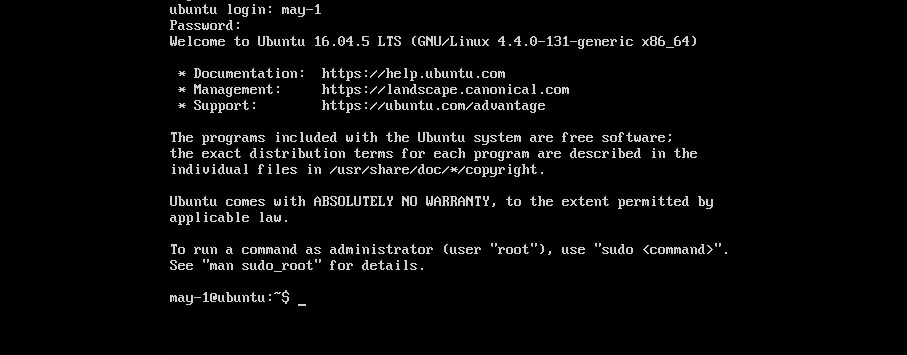 ubuntu login: may-1
Password:
Welcome to Ubuntu 16.04.5 LTS (GNU/Linux 4.4.0-131-generic x86_64)
* Documentation:  https://help.ubuntu.com
* Management:     https://landscape.canonical.com
* Support:        https://ubuntu.com/advantage
The programs included with the Ubuntu system are free software;
the exact distribution terms for each program are described in the
individual files in /usr/share/doc/*/copyright.
Ubuntu comes with ABSOLUTELY NO WARRANTY, to the extent permitted by
applicable law.
To run a command as administrator (user "root"), use "sudo <command>".
See "man sudo_root" for details.
may-1@ubuntu:~$ _